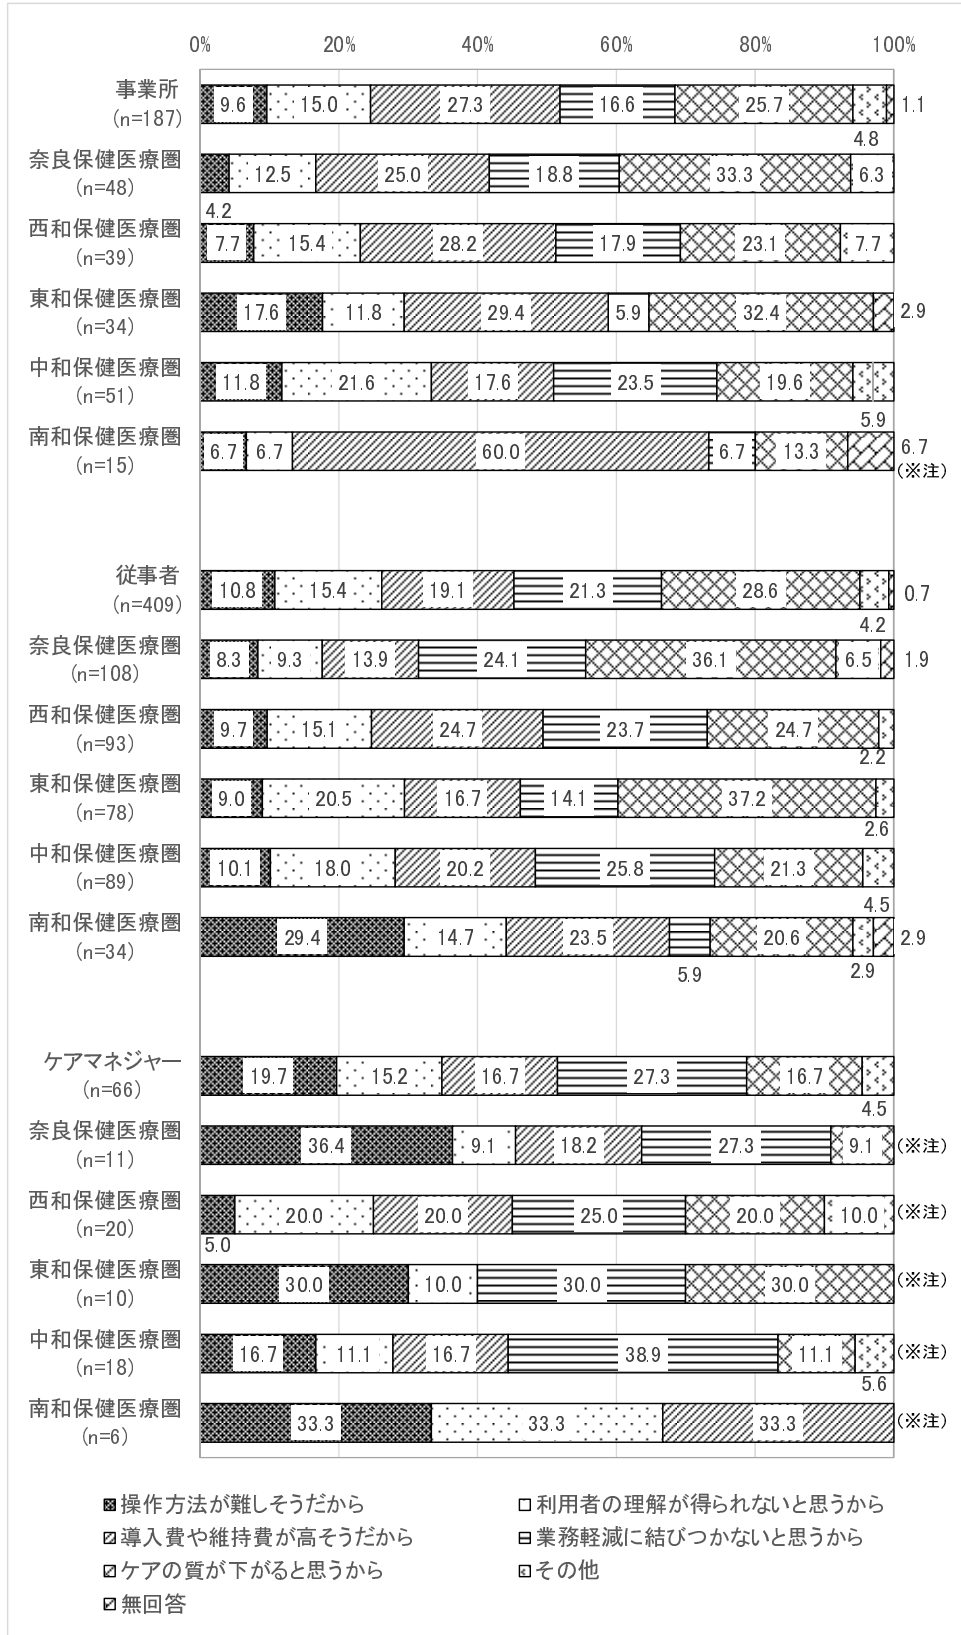 0% 20% 40% 60% 80% 100%
事業所
(n=187)
9.6 15.0 27.3 16.6 25.7 4.8 1.1
奈良保健医療圏
(n=48)
4.2 12.5 25.0 18.8 33.3 6.3
西和保健医療圏
(n=39)
7.7 15.4 28.2 17.9 23.1 7.7
東和保健医療圏
(n=34)
17.6 11.8 29.4 5.9 32.4 2.9
中和保健医療圏
(n=51)
11.8 21.6 17.6 23.5 19.6 5.9
南和保健医療圏
(n=15)
6.7 6.7 60.0 6.7 13.3 6.7
(※注)
従事者
(n=409)
10.8 15.4 19.1 21.3 28.6 4.2 0.7
奈良保健医療圏
(n=108)
8.3 9.3 13.9 24.1 36.1 6.5 1.9
西和保健医療圏
(n=93)
9.7 15.1 24.7 23.7 24.7 2.2
東和保健医療圏
(n=78)
9.0 20.5 16.7 14.1 37.2 2.6
中和保健医療圏
(n=89)
10.1 18.0 20.2 25.8 21.3 4.5
南和保健医療圏
(n=34)
29.4 14.7 23.5 5.9 20.6 2.9 2.9
ケアマネジャー
(n=66)
19.7 15.2 16.7 27.3 16.7 4.5
奈良保健医療圏
(n=11)
36.4 9.1 18.2 27.3 9.1 (※注)
西和保健医療圏
(n=20)
5.0 20.0 20.0 25.0 20.0 10.0 (※注)
東和保健医療圏
(n=10)
30.0 10.0 30.0 30.0 (※注)
中和保健医療圏
(n=18)
16.7 11.1 16.7 38.9 11.1 5.6 (※注)
南和保健医療圏
(n=6)
33.3 33.3 33.3 (※注)
操作方法が難しそうだから 利用者の理解が得られないと思うから
導入費や維持費が高そうだから 業務軽減に結びつかないと思うから
ケアの質が下がると思うから その他
無回答